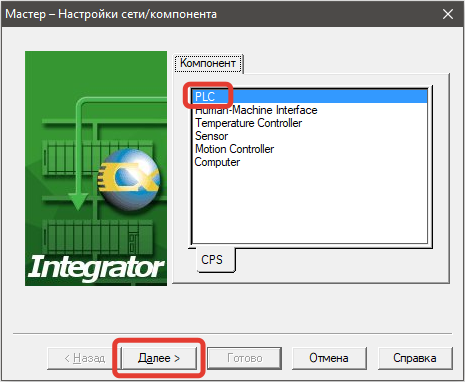 Мастер – Настройки сети/компонента
Компонент
PLC
Human-Machine Interface
Temperature Controller
Sensor
Motion Controller
Computer
CPS
CX
Integrator
< Назад
Далее >
Готово
Отмена
Справка